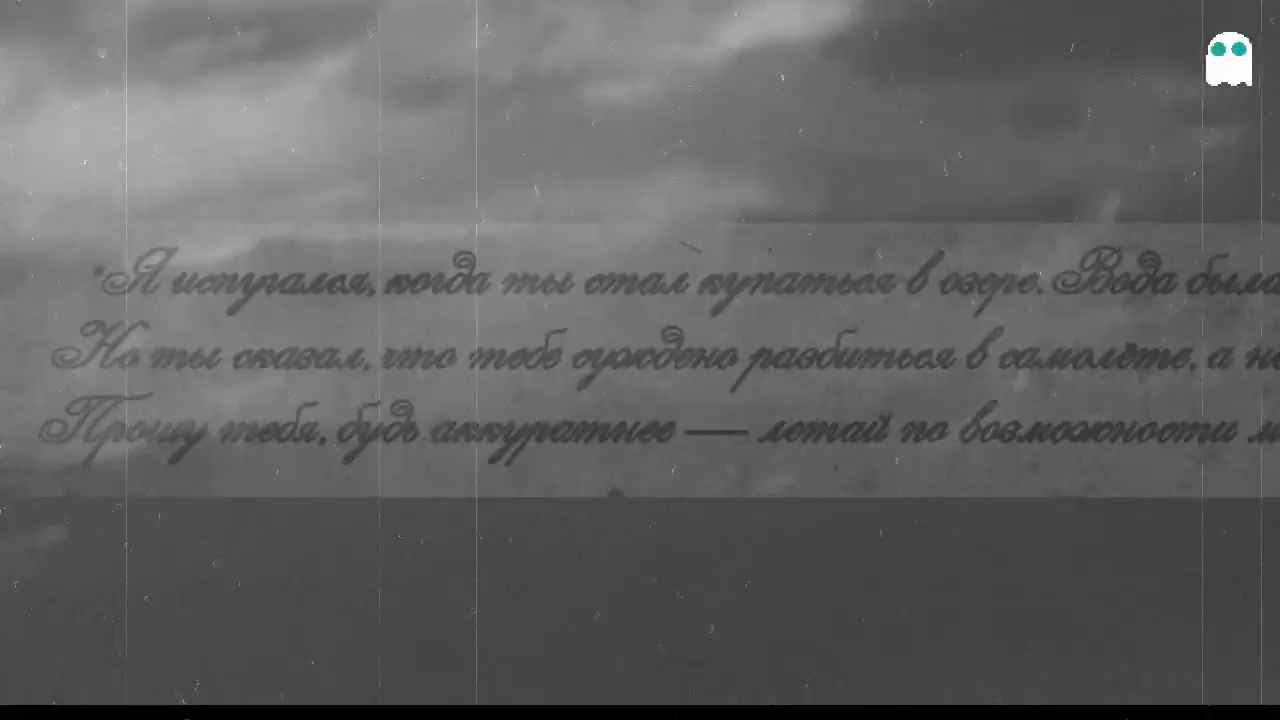 "Я испугался, когда ты стал купаться в озере. Вода была
Но ты сказал, что тебе суждено разбиться в самолёте, а
Прошу тебя, будь аккуратнее — летай по возможности